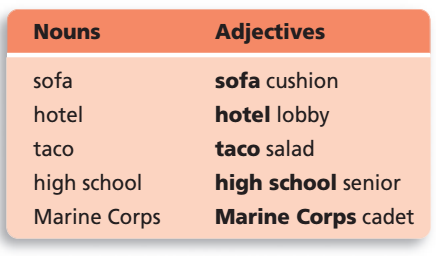 Nouns Adjectives
sofa sofa cushion
hotel hotel lobby
taco taco salad
high school high school senior
Marine Corps Marine Corps cadet